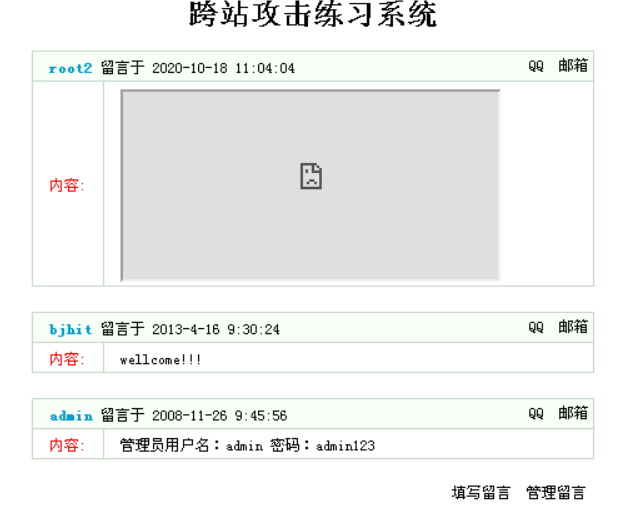 跨站攻击练习系统
root2 留言于 2020-10-18 11:04:04 QQ 邮箱
内容:
bjhit 留言于 2013-4-16 9:30:24 QQ 邮箱
内容: wellcome!!!
admin 留言于 2008-11-26 9:45:56 QQ 邮箱
内容: 管理员用户名：admin 密码：admin123
填写留言 管理留言